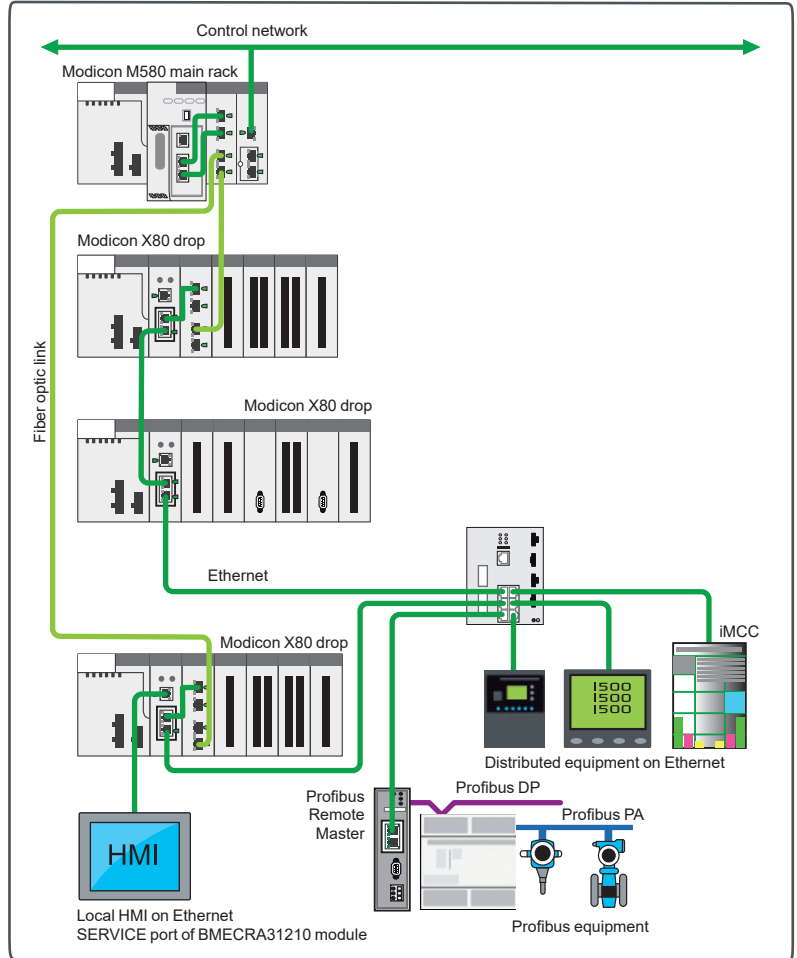 Control network
Modicon M580 main rack
Modicon X80 drop
Fiber optic link
Modicon X80 drop
Ethernet
Modicon X80 drop
iMCC
1500
1500
1500
Distributed equipment on Ethernet
Profibus
Remote
Master
Profibus DP
Profibus PA
HMI
Local HMI on Ethernet
SERVICE port of BMECRA31210 module
Profibus equipment